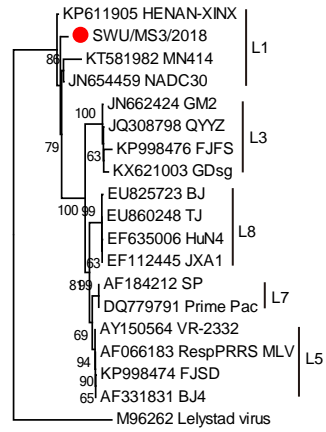 KP611905 HENAN-XINX
SWU/MS3/2018
86
KT581982 MN414
L1
JN654459 NADC30
79
JN662424 GM2
100
JQ308798 QYYZ
L3
KP998476 FJFS
63
KX621003 GDsg
EU825723 BJ
100
99
EU860248 TJ
EF635006 HuN4
L8
EF112445 JXA1
63
AF184212 SP
8199
L7
DQ779791 Prime Pac
AY150564 VR-2332
69
AF066183 RespPRRS MLV
L5
94
KP998474 FJSD
90
AF331831 BJ4
65
M96262 Lelystad virus